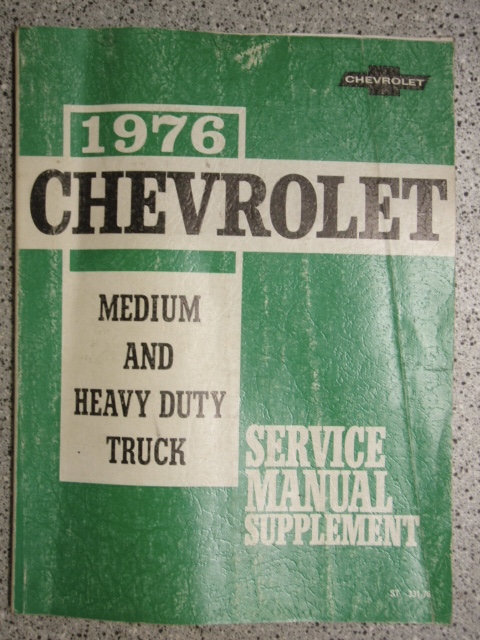 CHEVROLET
1976
CHEVROLET
MEDIUM
AND
HEAVY DUTY
TRUCK
SERVICE
MANUAL
SUPPLEMENT
ST 331-76